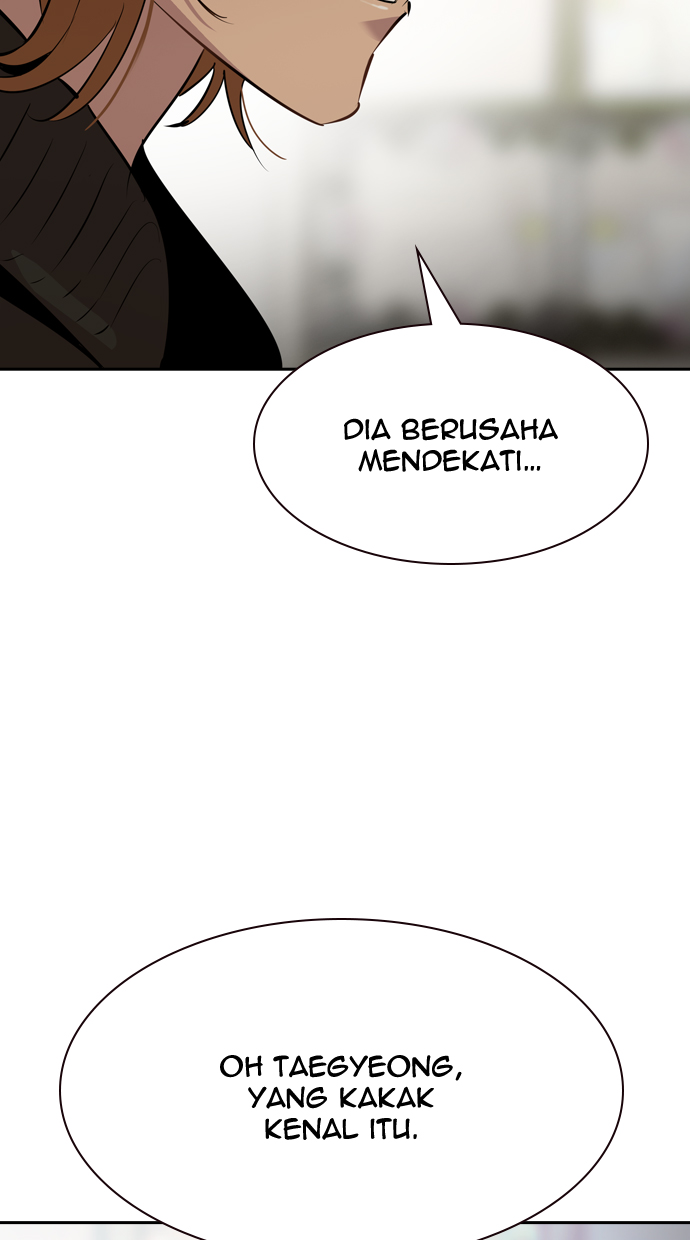 DIA BERUSAHA
MENDEKATI...
OH TAEGYEONG,
YANG KAKAK
KENAL ITU.